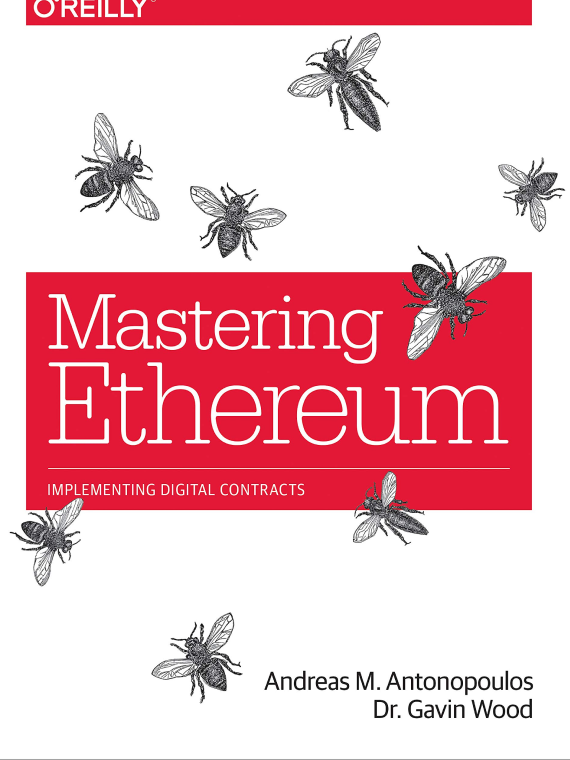 O'REILLY®
Mastering
Ethereum
IMPLEMENTING DIGITAL CONTRACTS
Andreas M. Antonopoulos
Dr. Gavin Wood